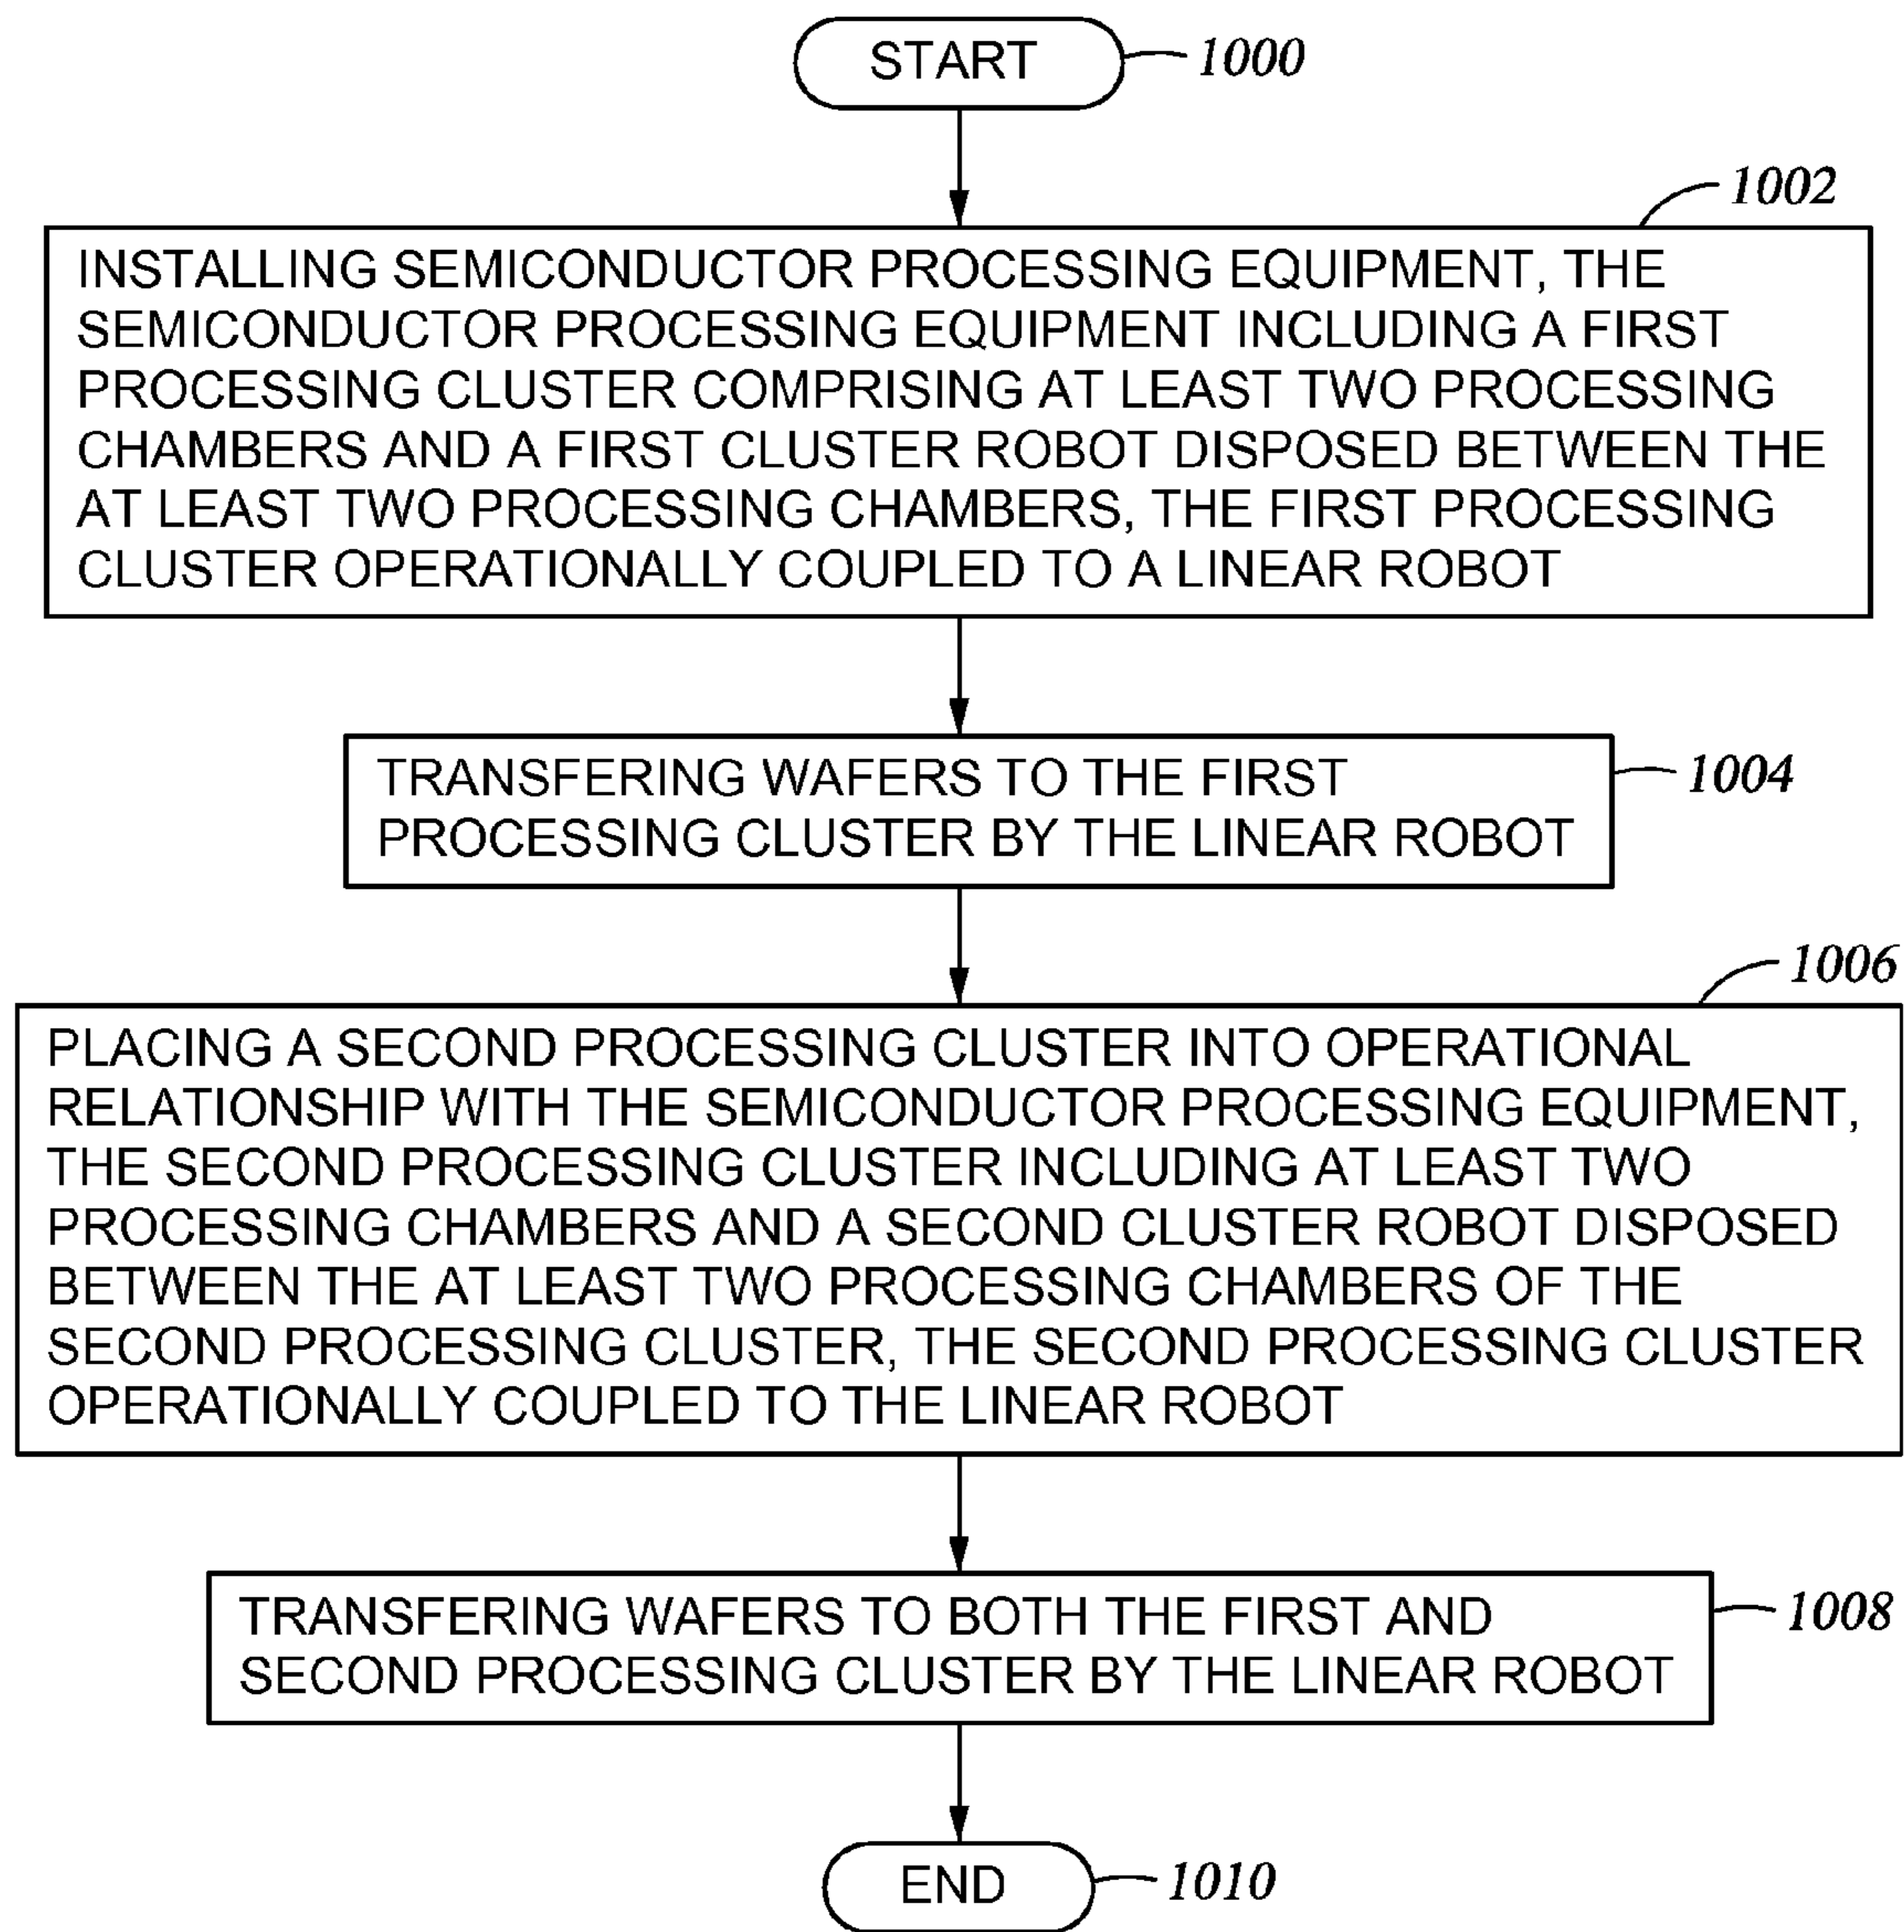 START
1000
1002
INSTALLING SEMICONDUCTOR PROCESSING EQUIPMENT, THE
SEMICONDUCTOR PROCESSING EQUIPMENT INCLUDING A FIRST
PROCESSING CLUSTER COMPRISING AT LEAST TWO PROCESSING
CHAMBERS AND A FIRST CLUSTER ROBOT DISPOSED BETWEEN THE
AT LEAST TWO PROCESSING CHAMBERS, THE FIRST PROCESSING
CLUSTER OPERATIONALLY COUPLED TO A LINEAR ROBOT
1004
TRANSFERING WAFERS TO THE FIRST
PROCESSING CLUSTER BY THE LINEAR ROBOT
1006
PLACING A SECOND PROCESSING CLUSTER INTO OPERATIONAL
RELATIONSHIP WITH THE SEMICONDUCTOR PROCESSING EQUIPMENT,
THE SECOND PROCESSING CLUSTER INCLUDING AT LEAST TWO
PROCESSING CHAMBERS AND A SECOND CLUSTER ROBOT DISPOSED
BETWEEN THE AT LEAST TWO PROCESSING CHAMBERS OF THE
SECOND PROCESSING CLUSTER, THE SECOND PROCESSING CLUSTER
OPERATIONALLY COUPLED TO THE LINEAR ROBOT
TRANSFERING WAFERS TO BOTH THE FIRST AND
SECOND PROCESSING CLUSTER BY THE LINEAR ROBOT
1008
END
1010